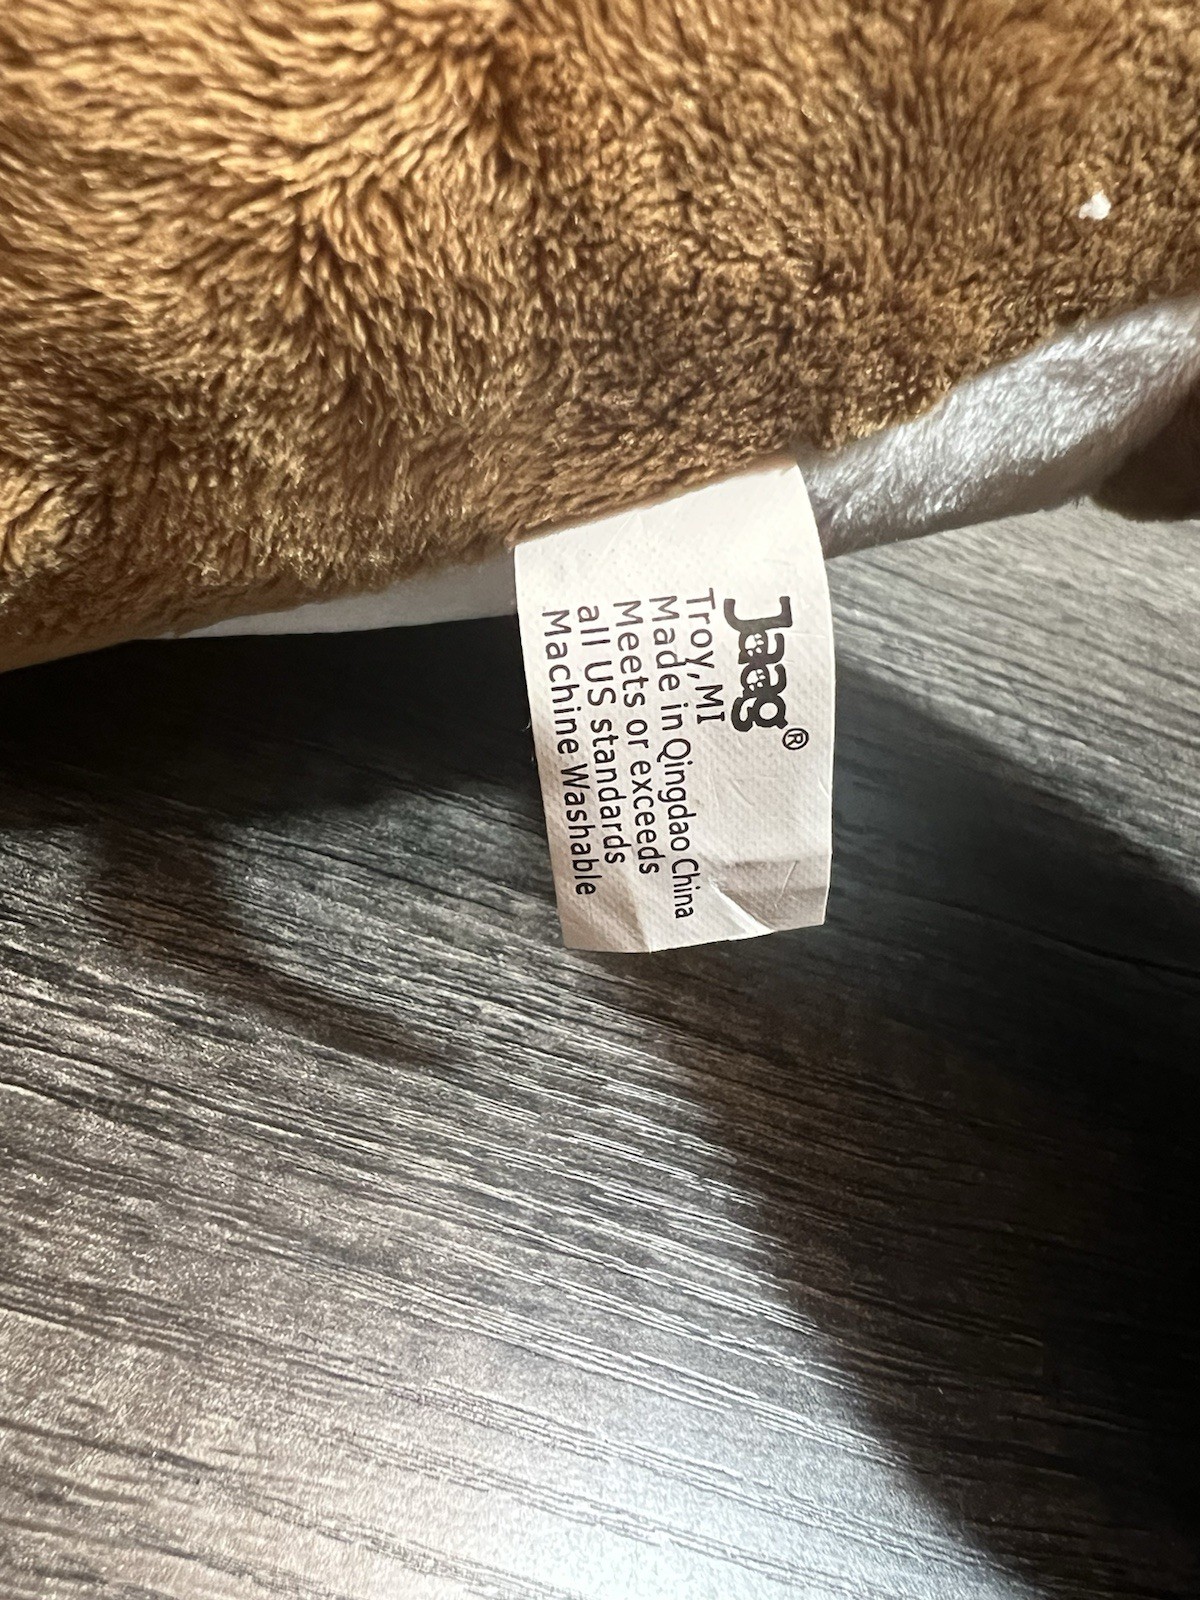 Jaag®
Troy, MI
Made in Qingdao China
Meets or exceeds
all US standards
Machine Washable